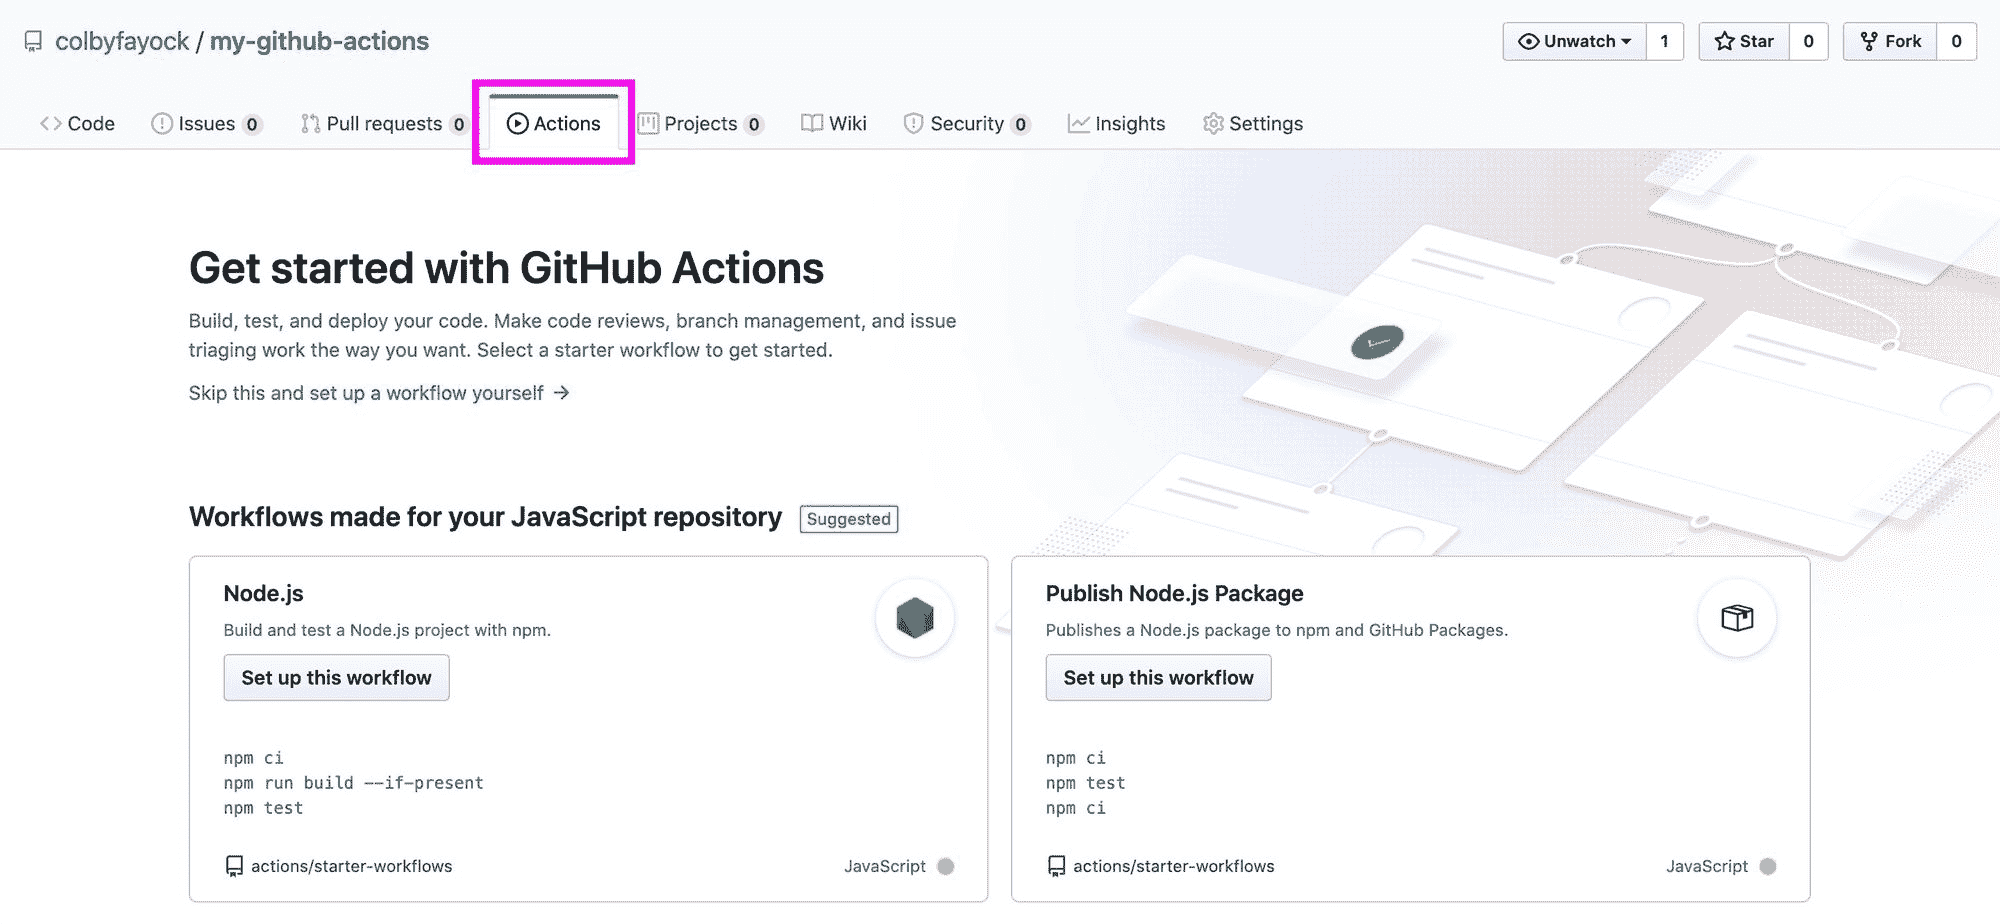 colbyfayock / my-github-actions
Unwatch 1 Star 0 Fork 0
Code Issues 0 Pull requests 0 Actions Projects 0 Wiki Security 0 Insights Settings
Get started with GitHub Actions
Build, test, and deploy your code. Make code reviews, branch management, and issue
triaging work the way you want. Select a starter workflow to get started.
Skip this and set up a workflow yourself →
Workflows made for your JavaScript repository Suggested
Node.js
Build and test a Node.js project with npm.
Set up this workflow
npm ci
npm run build --if-present
npm test
actions/starter-workflows JavaScript
Publish Node.js Package
Publishes a Node.js package to npm and GitHub Packages.
Set up this workflow
npm ci
npm test
npm ci
actions/starter-workflows JavaScript